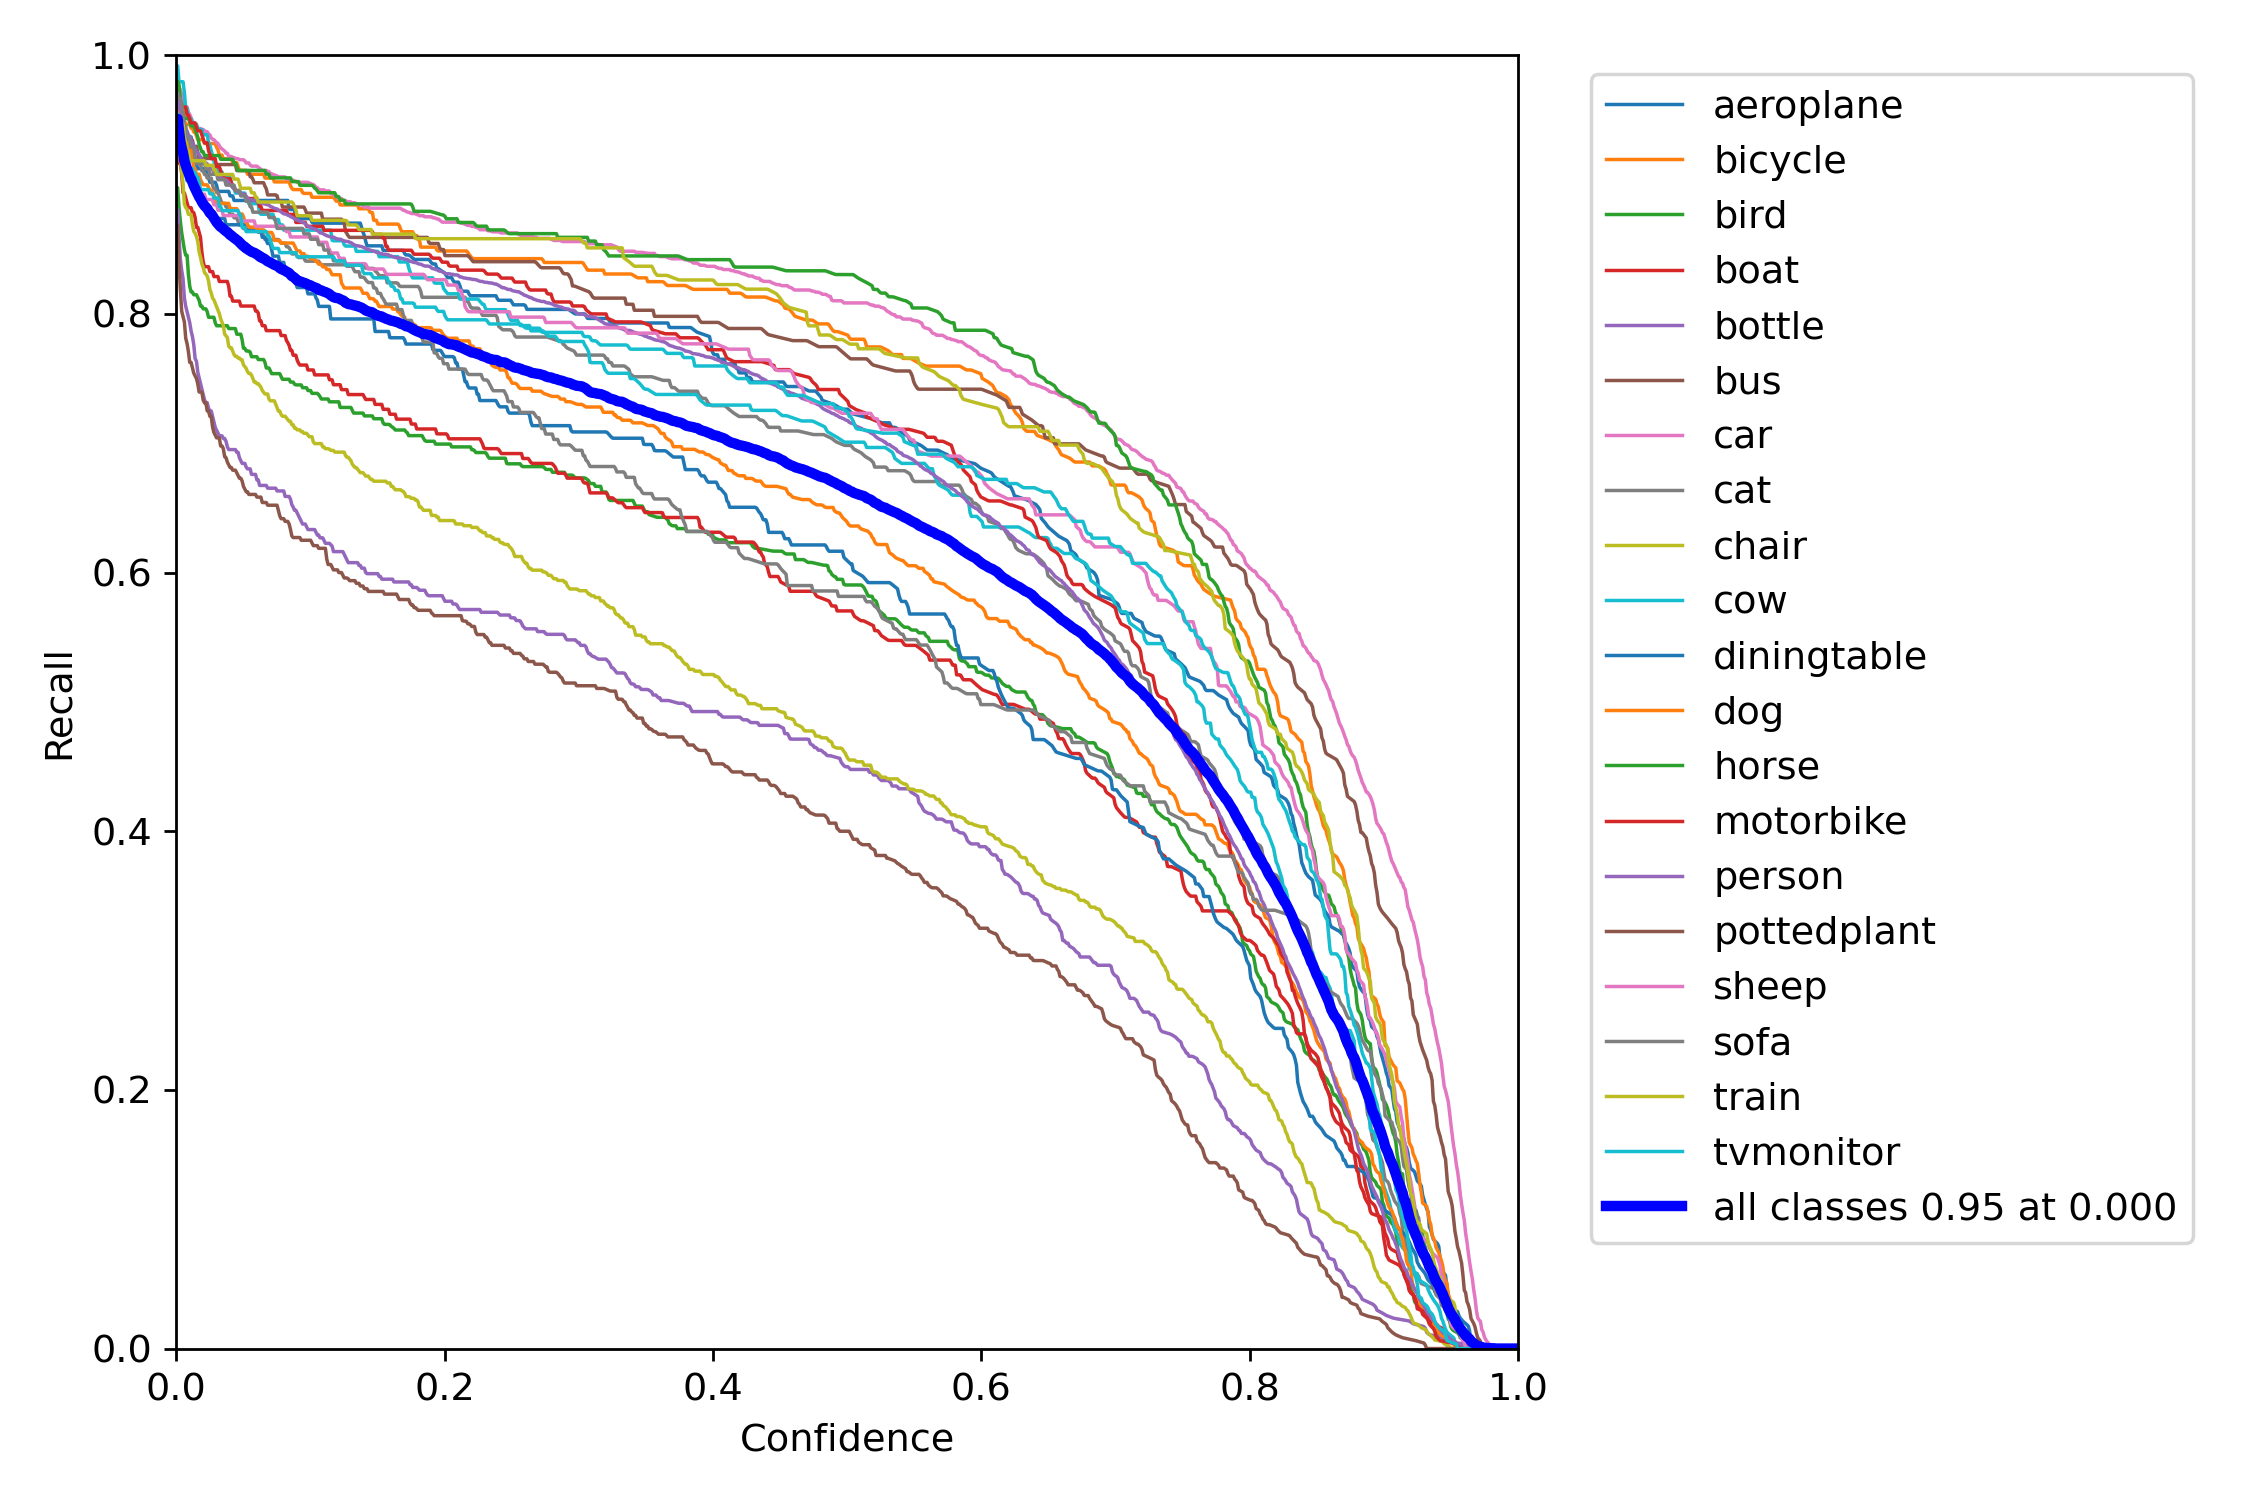 1.0
0.8
0.6
0.4
0.2
0.0
Recall
0.0 0.2 0.4 0.6 0.8 1.0
Confidence
aeroplane
bicycle
bird
boat
bottle
bus
car
cat
chair
cow
diningtable
dog
horse
motorbike
person
pottedplant
sheep
sofa
train
tvmonitor
all classes 0.95 at 0.000